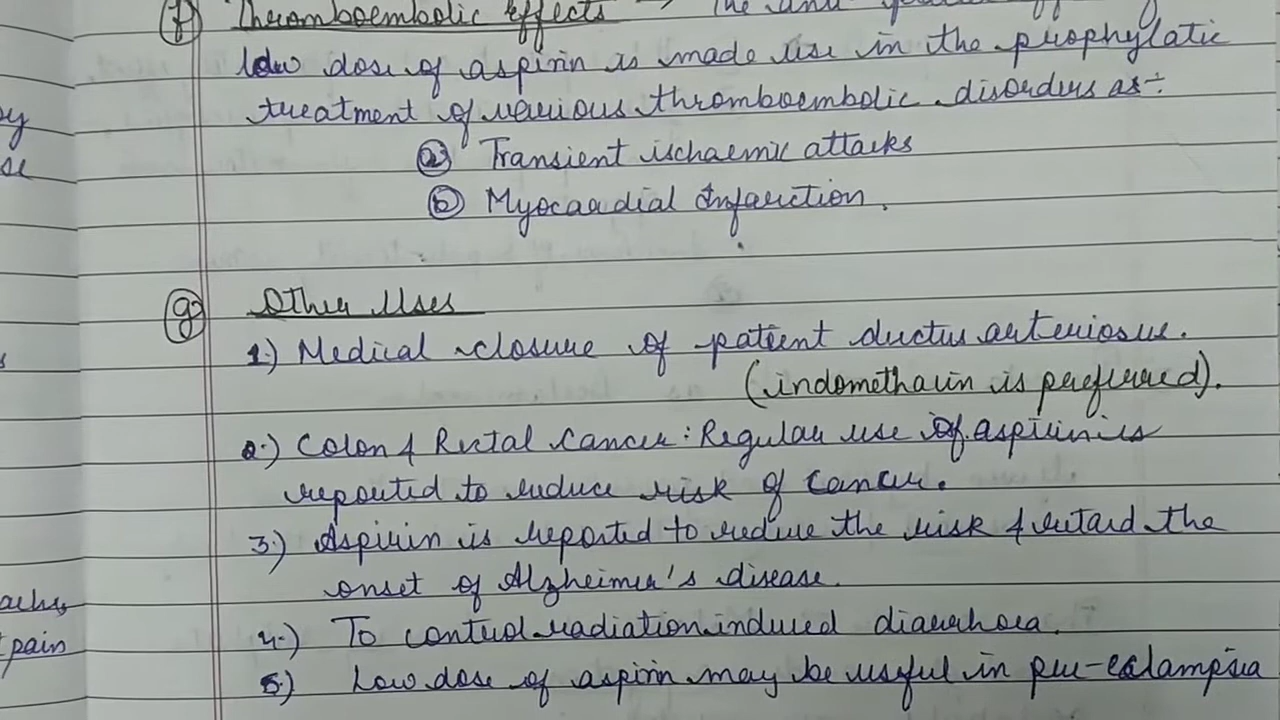 (f) Thromboembolic Effects → The anti
low dose of aspirin is made use in the prophylatic
treatment of various thromboembolic disorders as:-
(a) Transient ischaemic attacks
(b) Myocardial Infarction.
(g) Other Uses
1.) Medical closure of patient ductus arteriosus.
(indomethacin is preferred).
2.) Colon & Rectal Cancer: Regular use of aspirin is
reported to reduce risk of cancer.
3.) Aspirin is reported to reduce the risk & retard the
onset of Alzheimer's disease.
4.) To control radiation induced diarrhoea.
5.) Low dose of aspirin may be useful in pre-eclampsia
pain